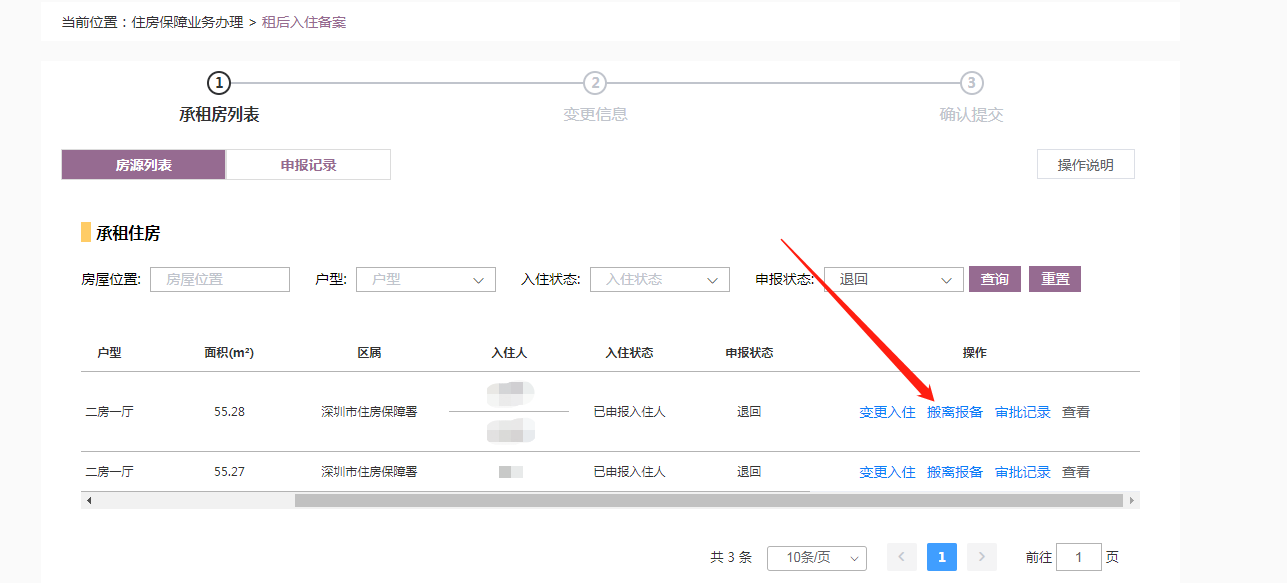 当前位置：住房保障业务办理 > 租后入住备案
1 2 3
承租房列表 变更信息 确认提交
房源列表 申报记录 操作说明
承租住房
房屋位置: 房屋位置 户型: 户型 入住状态: 入住状态 申报状态: 退回 查询 重置
户型 面积(m²) 区属 入住人 入住状态 申报状态 操作
二房一厅 55.28 深圳市住房保障署 已申报入住人 退回 变更入住 搬离报备 审批记录 查看
二房一厅 55.27 深圳市住房保障署 已申报入住人 退回 变更入住 搬离报备 审批记录 查看
共 3 条 10条/页 < 1 > 前往 1 页